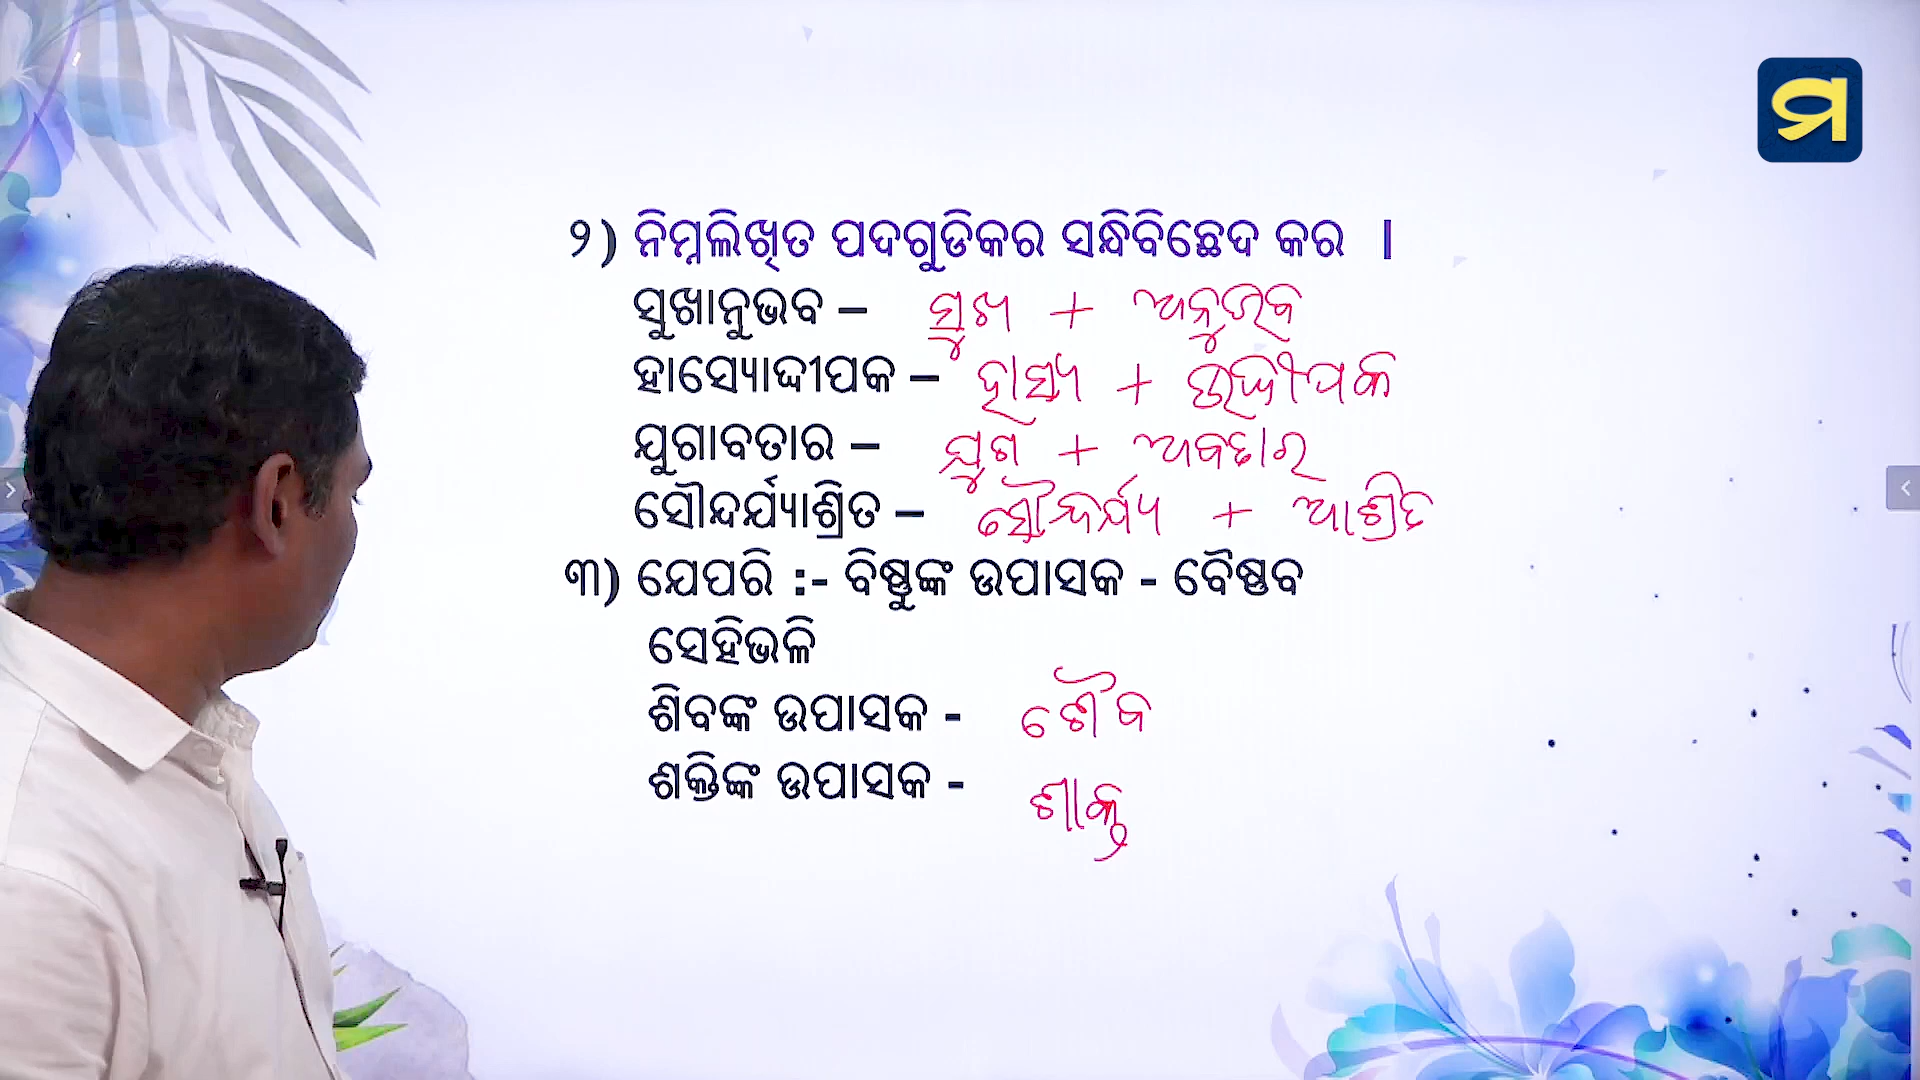 ମ
୨) ନିମ୍ନଲିଖିତ ପଦଗୁଡିକର ସନ୍ଧିବିଚ୍ଛେଦ କର |
ସୁଖାନୁଭବ – ସୁଖ + ଅନୁଭବ
ହାସ୍ୟୋଦ୍ଦୀପକ – ହାସ୍ୟ + ଉଦ୍ଦୀପକ
ଯୁଗାବତାର – ଯୁଗ + ଅବତାର
ସୌନ୍ଦର୍ଯ୍ୟାଶ୍ରିତ – ସୌନ୍ଦର୍ଯ୍ୟ + ଆଶ୍ରିତ
୩) ଯେପରି :- ବିଷ୍ଣୁଙ୍କ ଉପାସକ - ବୈଷ୍ଣବ
ସେହିଭଳି
ଶିବଙ୍କ ଉପାସକ - ଶୈବ
ଶକ୍ତିଙ୍କ ଉପାସକ - ଶାକ୍ତ